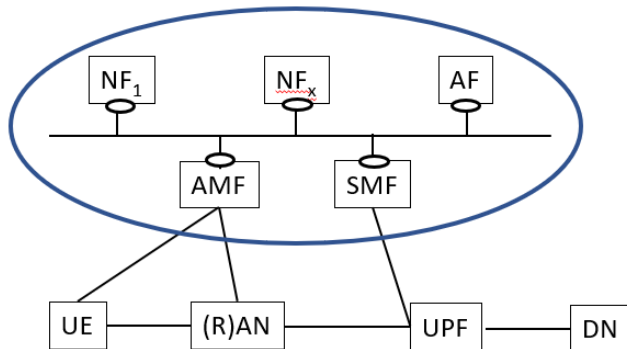 NF₁ NFₓ AF
AMF SMF
UE (R)AN UPF DN